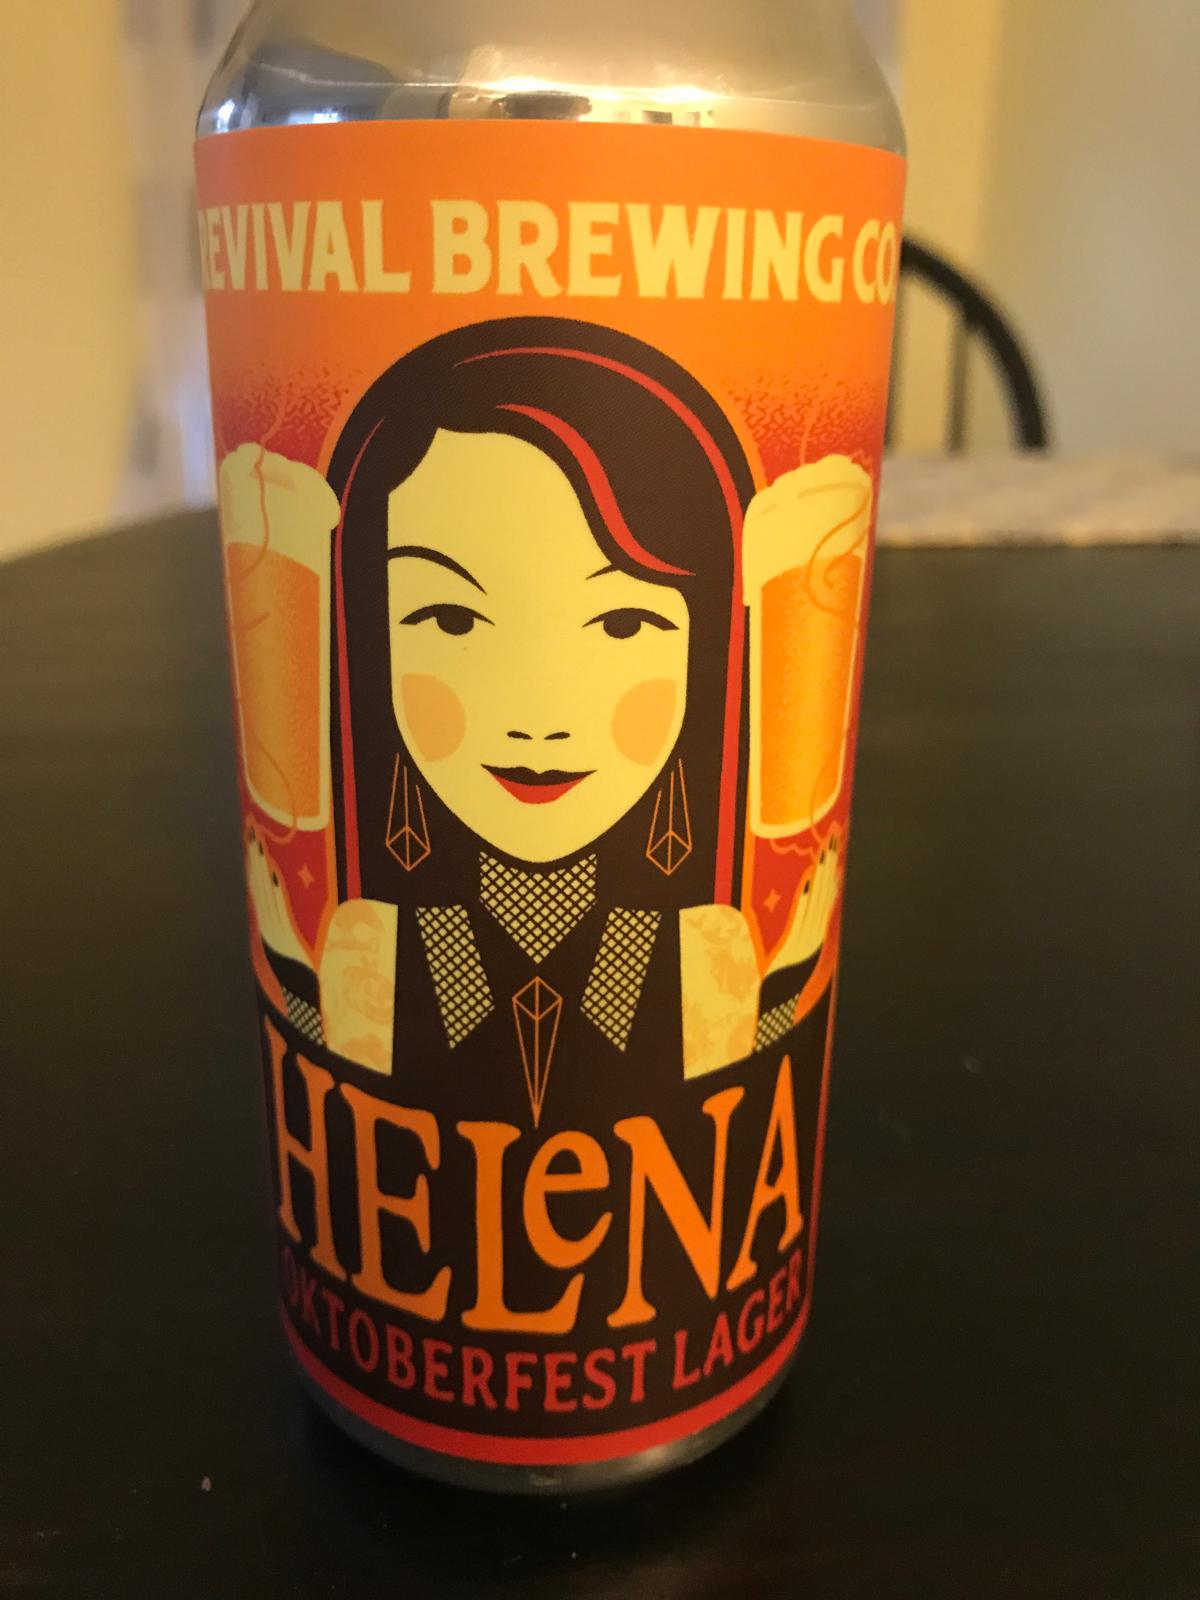 REVIVAL BREWING CO.
HELeNA
OKTOBERFEST LAGER